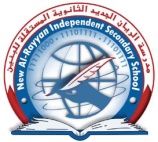 مدرسة الريان الجديد الثانوية المستقلة للبنين
New Al-Rayyan Independent Secondary School